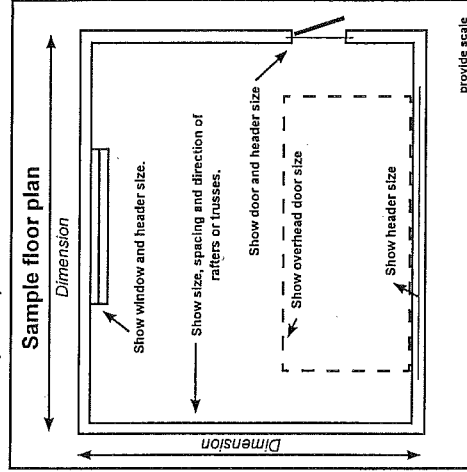 Sample floor plan
Dimension
Show window and header size.
Show size, spacing and direction of
rafters or trusses.
Show door and header size
Show overhead door size
Show header size
Dimension
provide scale